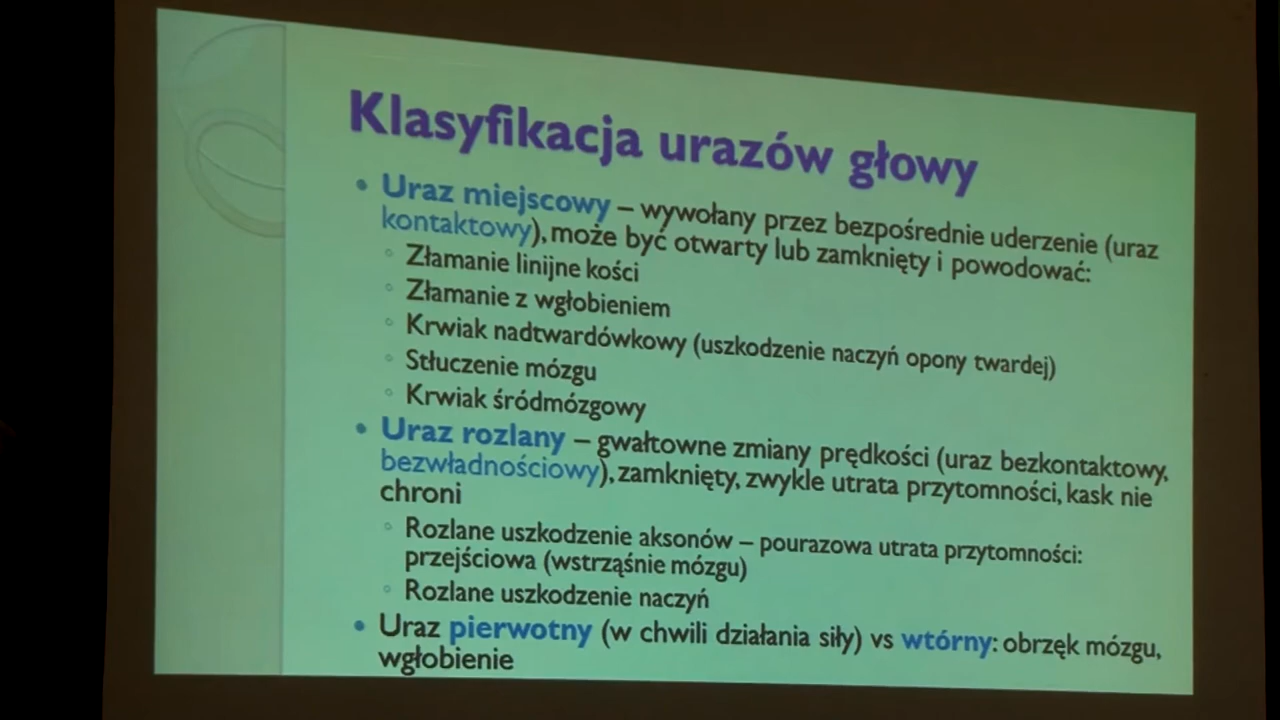 Klasyfikacja urazów głowy
• Uraz miejscowy – wywołany przez bezpośrednie uderzenie (uraz
kontaktowy), może być otwarty lub zamknięty i powodować:
◦ Złamanie linijne kości
◦ Złamanie z wgłobieniem
◦ Krwiak nadtwardówkowy (uszkodzenie naczyń opony twardej)
◦ Stłuczenie mózgu
◦ Krwiak śródmózgowy
• Uraz rozlany – gwałtowne zmiany prędkości (uraz bezkontaktowy,
bezwładnościowy), zamknięty, zwykle utrata przytomności, kask nie
chroni
◦ Rozlane uszkodzenie aksonów – pourazowa utrata przytomności:
przejściowa (wstrząśnie mózgu)
◦ Rozlane uszkodzenie naczyń
• Uraz pierwotny (w chwili działania siły) vs wtórny: obrzęk mózgu,
wgłobienie